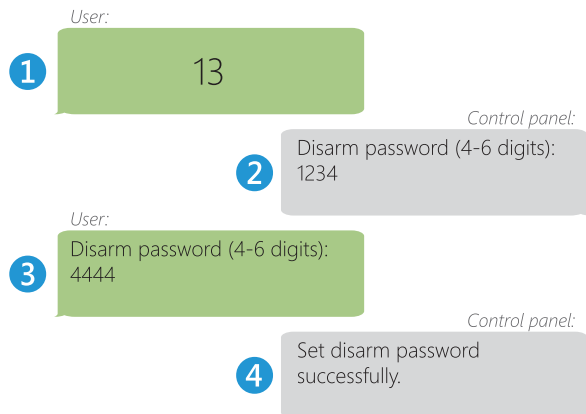 User:
1
13
Control panel:
2
Disarm password (4-6 digits):
1234
User:
3
Disarm password (4-6 digits):
4444
Control panel:
4
Set disarm password
successfully.